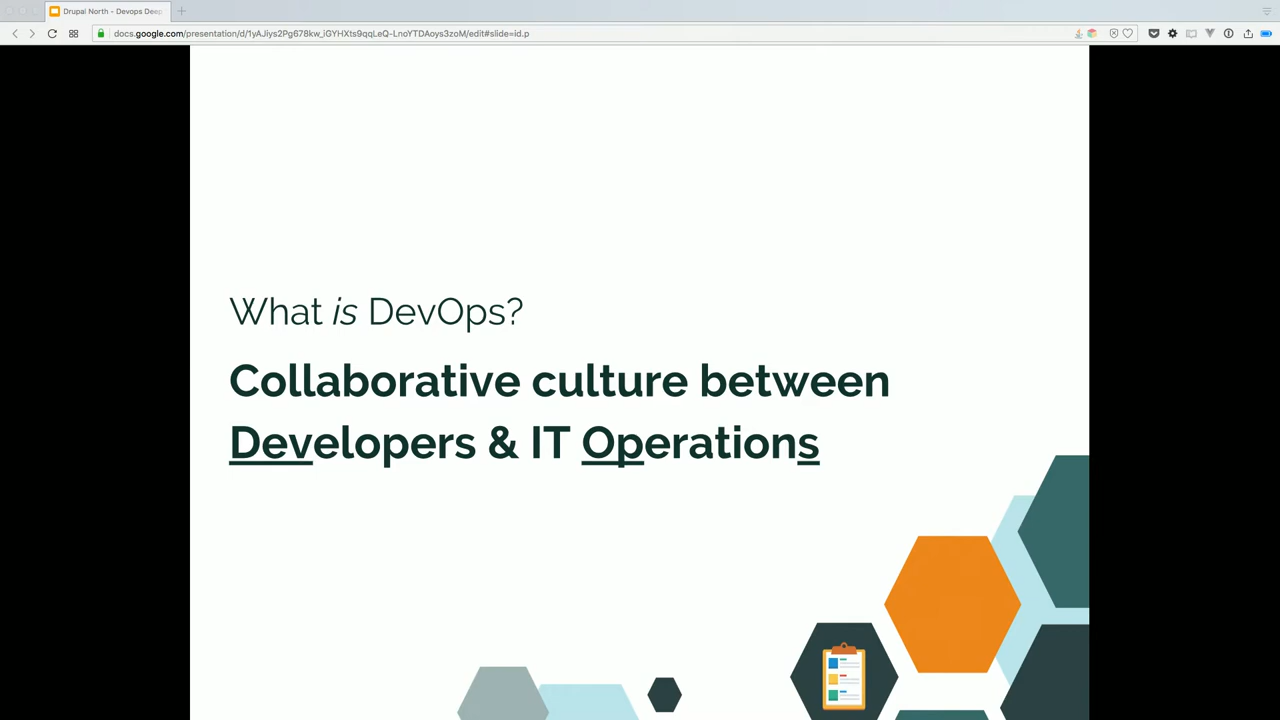 Drupal North - Devops Deep
docs.google.com/presentation/d/1yAJiys2Pg678kw_iGYHXts9qqLeQ-LnoYTDAoys3zoM/edit#slide=id.p
What is DevOps?
Collaborative culture between
Developers & IT Operations